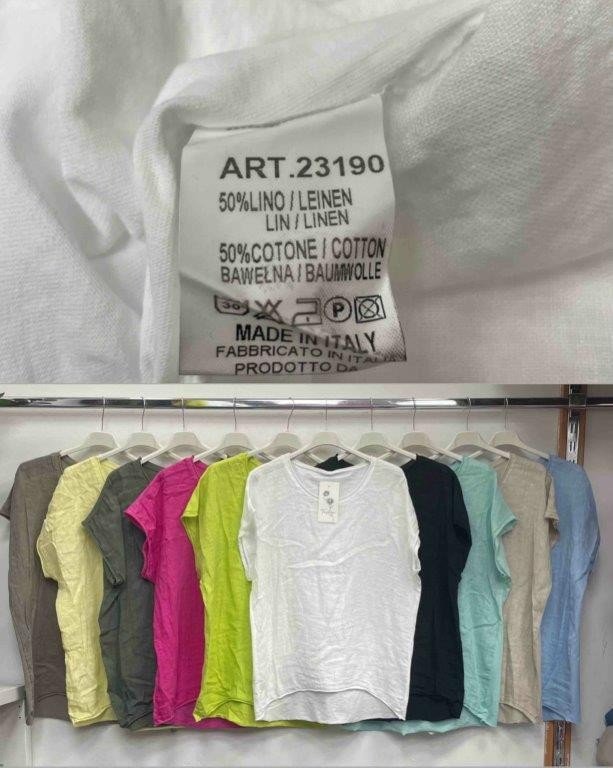 ART.23190
50%LINO / LEINEN
LIN / LINEN
50%COTONE / COTTON
BAWEŁNA / BAUMWOLLE
30
P
MADE IN ITALY
FABBRICATO IN ITALIA
PRODOTTO DA